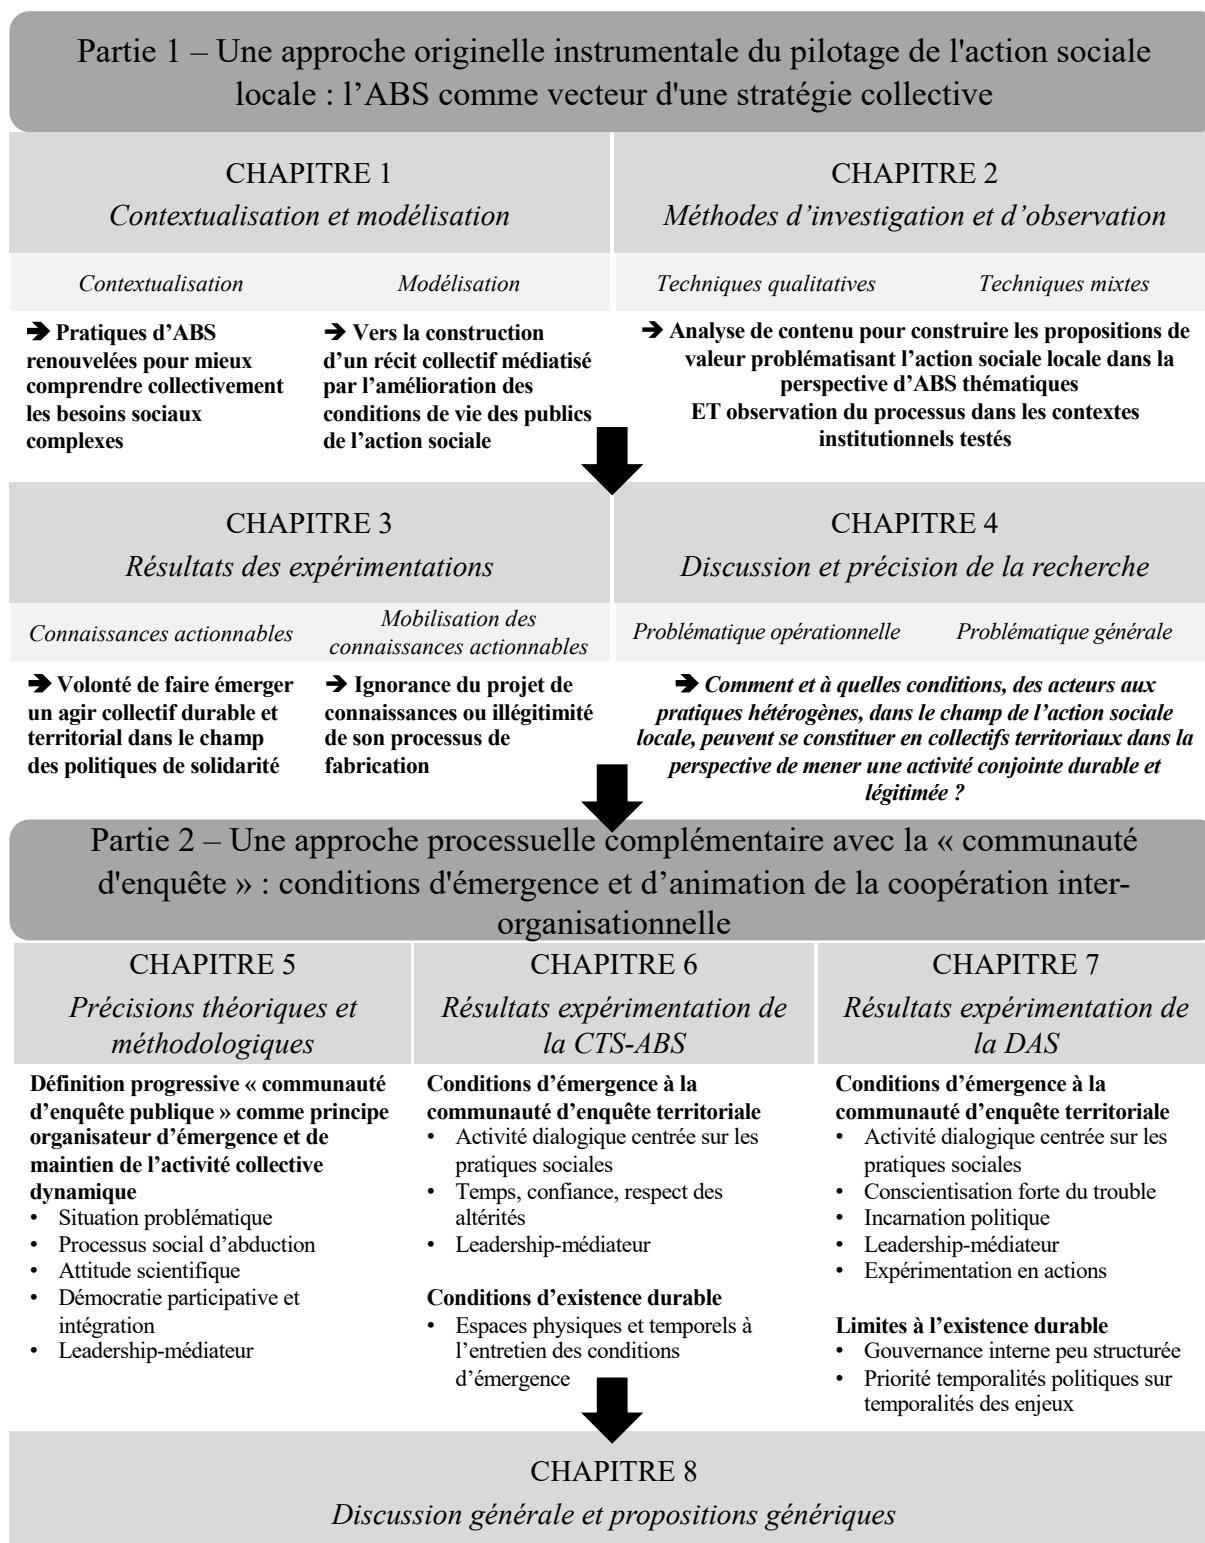 Partie 1 – Une approche originelle instrumentale du pilotage de l'action sociale
locale : l’ABS comme vecteur d'une stratégie collective
CHAPITRE 1
Contextualisation et modélisation
CHAPITRE 2
Méthodes d’investigation et d’observation
Contextualisation
Modélisation
Techniques qualitatives
Techniques mixtes
➔ Pratiques d’ABS
renouvelées pour mieux
comprendre collectivement
les besoins sociaux
complexes
➔ Vers la construction
d’un récit collectif médiatisé
par l’amélioration des
conditions de vie des publics
de l’action sociale
➔ Analyse de contenu pour construire les propositions de
valeur problématisant l’action sociale locale dans la
perspective d’ABS thématiques
ET observation du processus dans les contextes
institutionnels testés
CHAPITRE 3
Résultats des expérimentations
CHAPITRE 4
Discussion et précision de la recherche
Connaissances actionnables
Mobilisation des
connaissances actionnables
Problématique opérationnelle
Problématique générale
➔ Volonté de faire émerger
un agir collectif durable et
territorial dans le champ
des politiques de solidarité
➔ Ignorance du projet de
connaissances ou illégitimité
de son processus de
fabrication
➔ Comment et à quelles conditions, des acteurs aux
pratiques hétérogènes, dans le champ de l’action sociale
locale, peuvent se constituer en collectifs territoriaux dans la
perspective de mener une activité conjointe durable et
légitimée ?
Partie 2 – Une approche processuelle complémentaire avec la « communauté
d'enquête » : conditions d'émergence et d’animation de la coopération inter-
organisationnelle
CHAPITRE 5
Précisions théoriques et
méthodologiques
CHAPITRE 6
Résultats expérimentation de
la CTS-ABS
CHAPITRE 7
Résultats expérimentation de
la DAS
Définition progressive « communauté
d’enquête publique » comme principe
organisateur d’émergence et de
maintien de l’activité collective
dynamique
• Situation problématique
• Processus social d’abduction
• Attitude scientifique
• Démocratie participative et
intégration
• Leadership-médiateur
Conditions d’émergence à la
communauté d’enquête territoriale
• Activité dialogique centrée sur les
pratiques sociales
• Temps, confiance, respect des
altérités
• Leadership-médiateur
Conditions d’existence durable
• Espaces physiques et temporels à
l’entretien des conditions
d’émergence
Conditions d’émergence à la
communauté d’enquête territoriale
• Activité dialogique centrée sur les
pratiques sociales
• Conscientisation forte du trouble
• Incarnation politique
• Leadership-médiateur
• Expérimentation en actions
Limites à l’existence durable
• Gouvernance interne peu structurée
• Priorité temporalités politiques sur
temporalités des enjeux
CHAPITRE 8
Discussion générale et propositions génériques